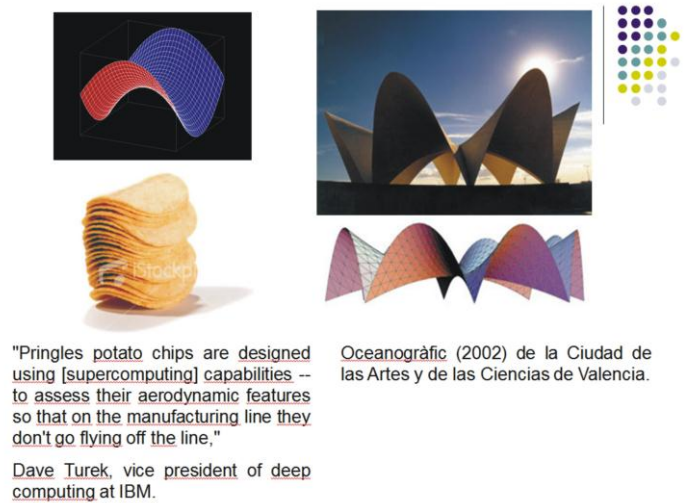 iStockp
"Pringles potato chips are designed
using [supercomputing] capabilities --
to assess their aerodynamic features
so that on the manufacturing line they
don't go flying off the line,"
Dave Turek, vice president of deep
computing at IBM.
Oceanogràfic (2002) de la Ciudad de
las Artes y de las Ciencias de Valencia.